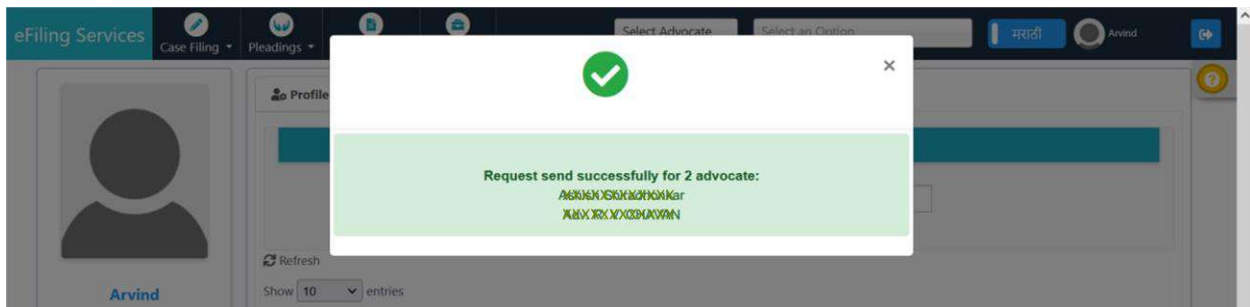 eFiling Services
Case Filing
Pleadings
Select Advocate
Select an Option
मराठी
Arvind
Profile
×
Request send successfully for 2 advocate:
Refresh
Show 10 entries
Arvind